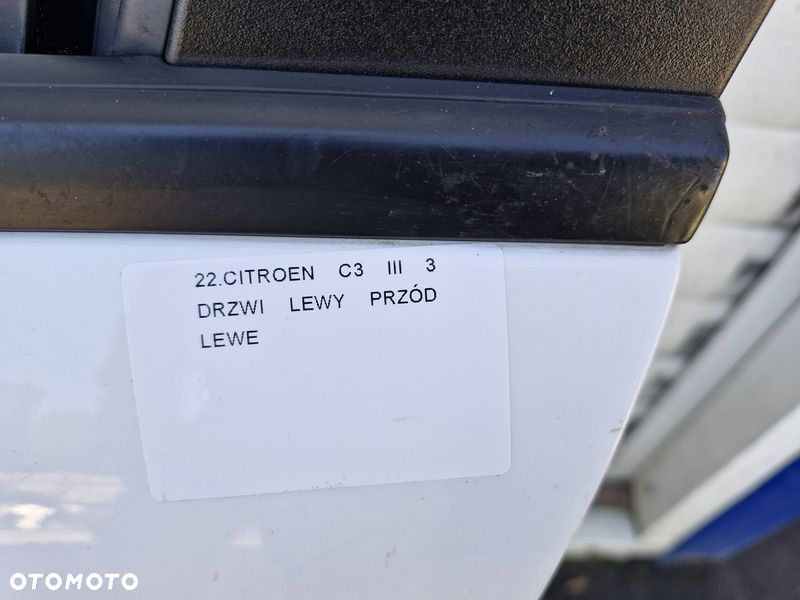 22.CITROEN C3 III 3
DRZWI LEWY PRZÓD
LEWE
OTOMOTO